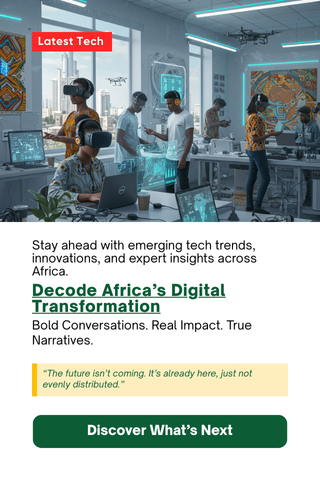 Latest Tech
Stay ahead with emerging tech trends,
innovations, and expert insights across
Africa.
Decode Africa’s Digital
Transformation
Bold Conversations. Real Impact. True
Narratives.
“The future isn’t coming. It’s already here, just not
evenly distributed.”
Discover What’s Next